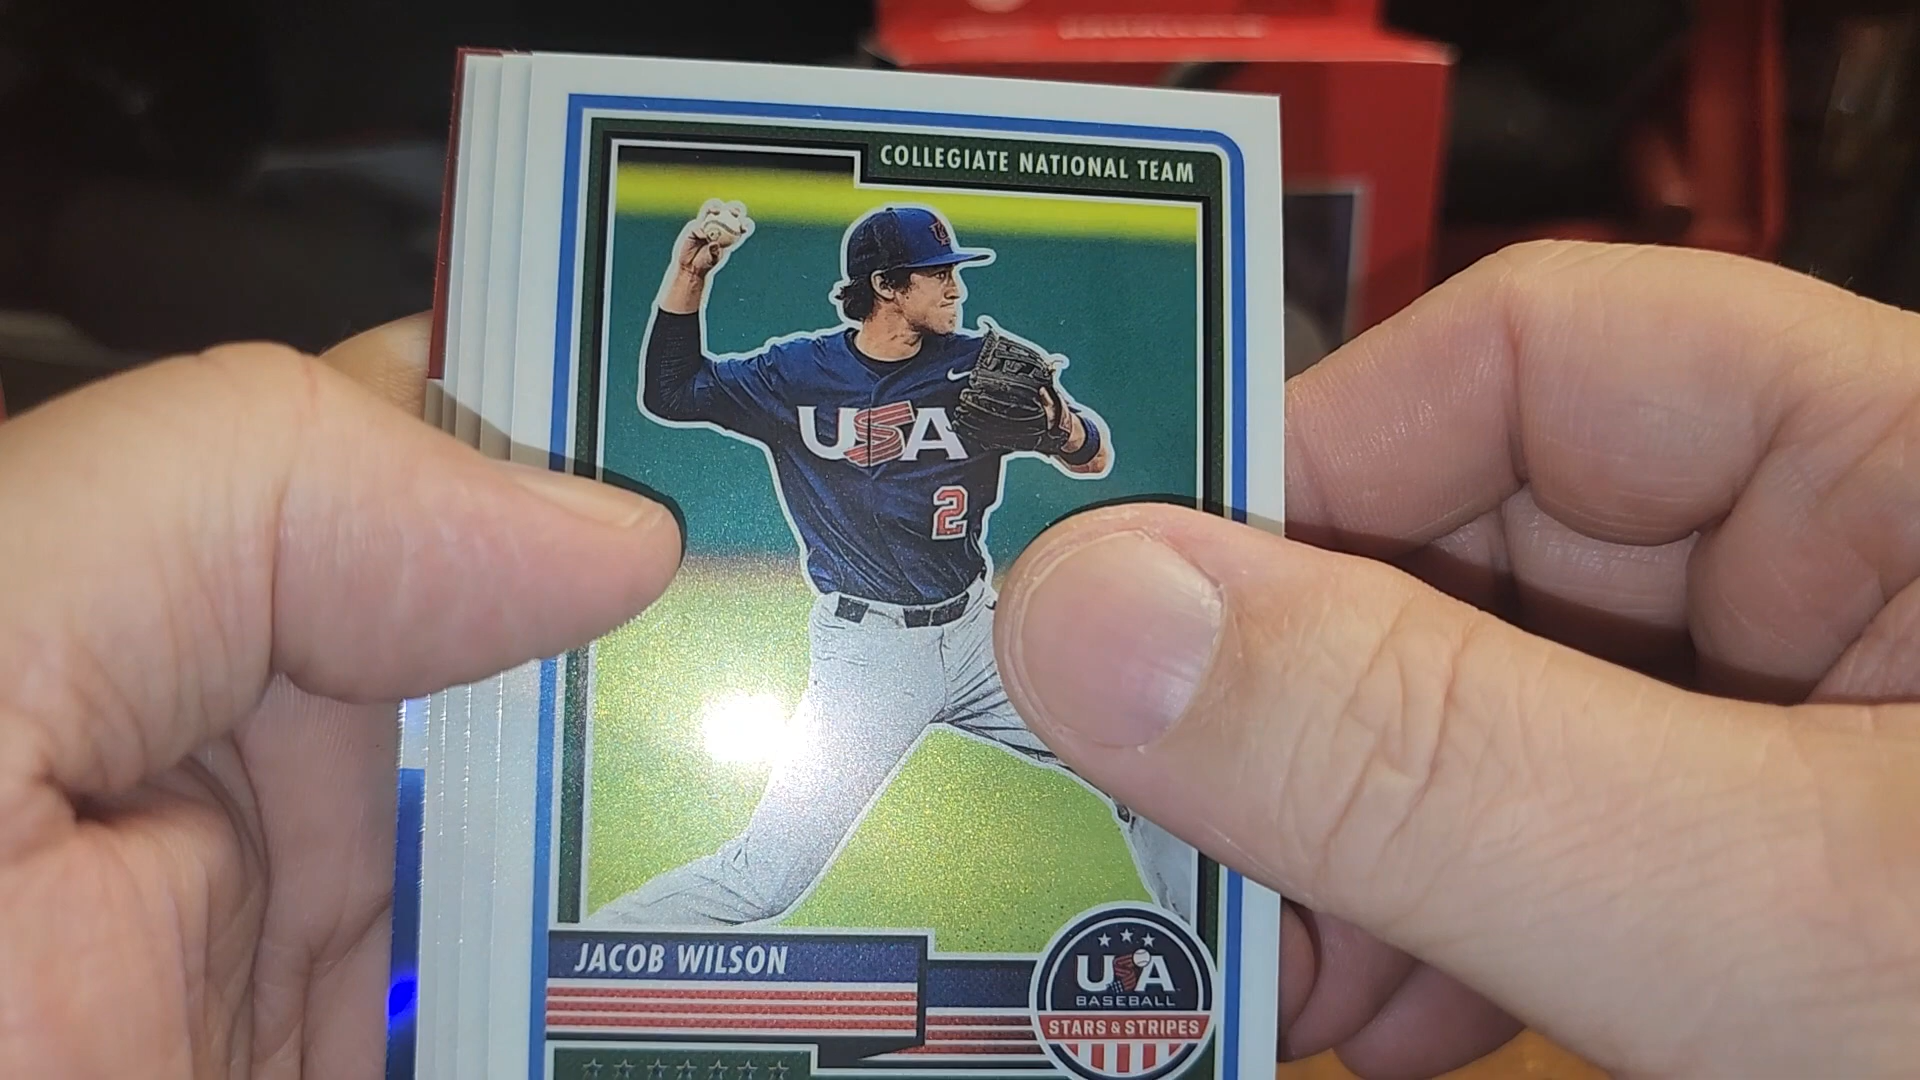 COLLEGIATE NATIONAL TEAM
USA
2
JACOB WILSON
USA
BASEBALL
STARS & STRIPES